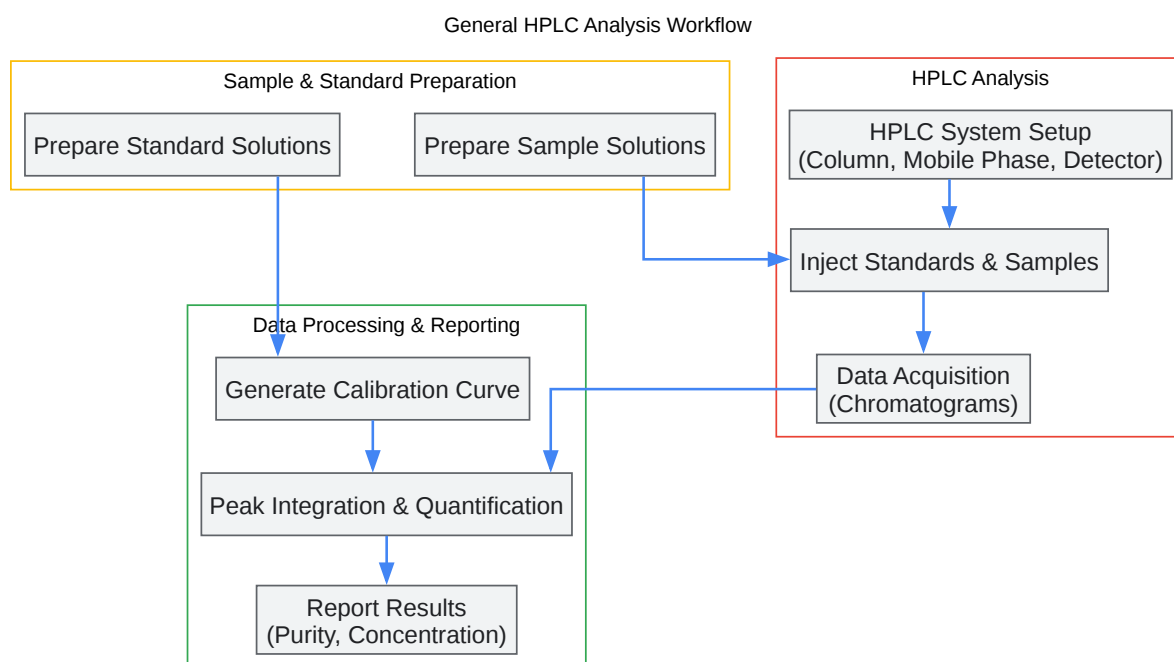 General HPLC Analysis Workflow
Sample & Standard Preparation
Prepare Standard Solutions
Prepare Sample Solutions
HPLC Analysis
HPLC System Setup
(Column, Mobile Phase, Detector)
Inject Standards & Samples
Data Acquisition
(Chromatograms)
Data Processing & Reporting
Generate Calibration Curve
Peak Integration & Quantification
Report Results
(Purity, Concentration)